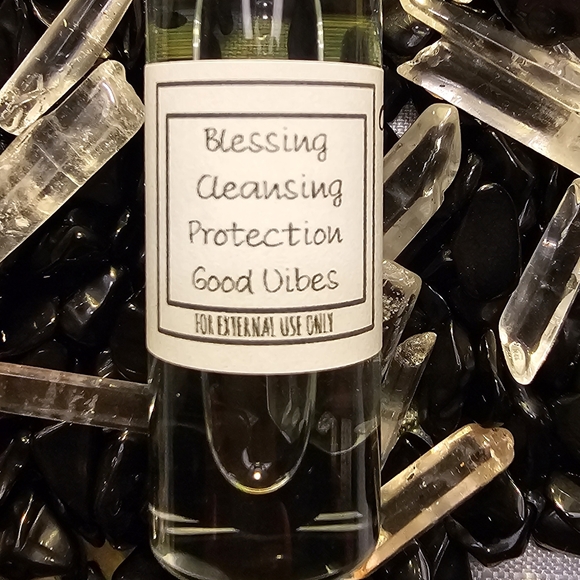 Blessing
Cleansing
Protection
Good Vibes
FOR EXTERNAL USE ONLY